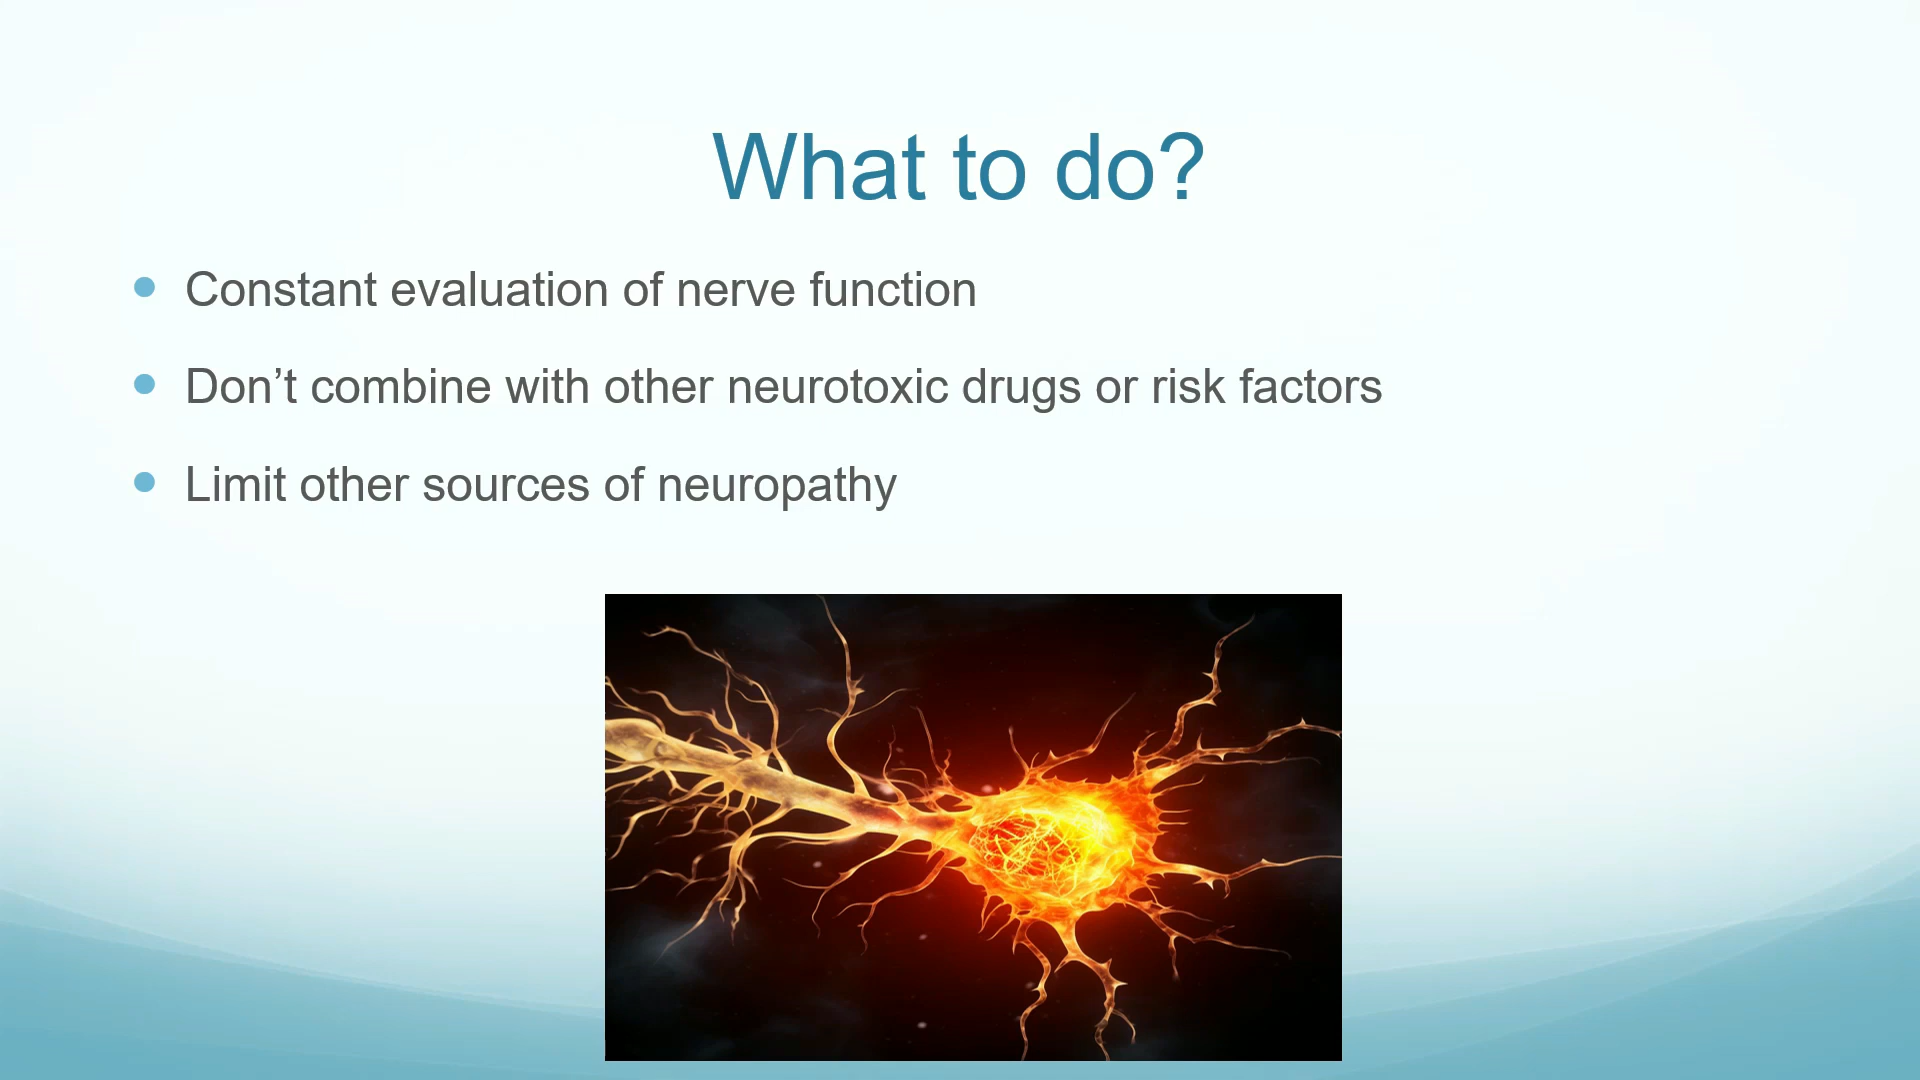 What to do?
Constant evaluation of nerve function
Don’t combine with other neurotoxic drugs or risk factors
Limit other sources of neuropathy